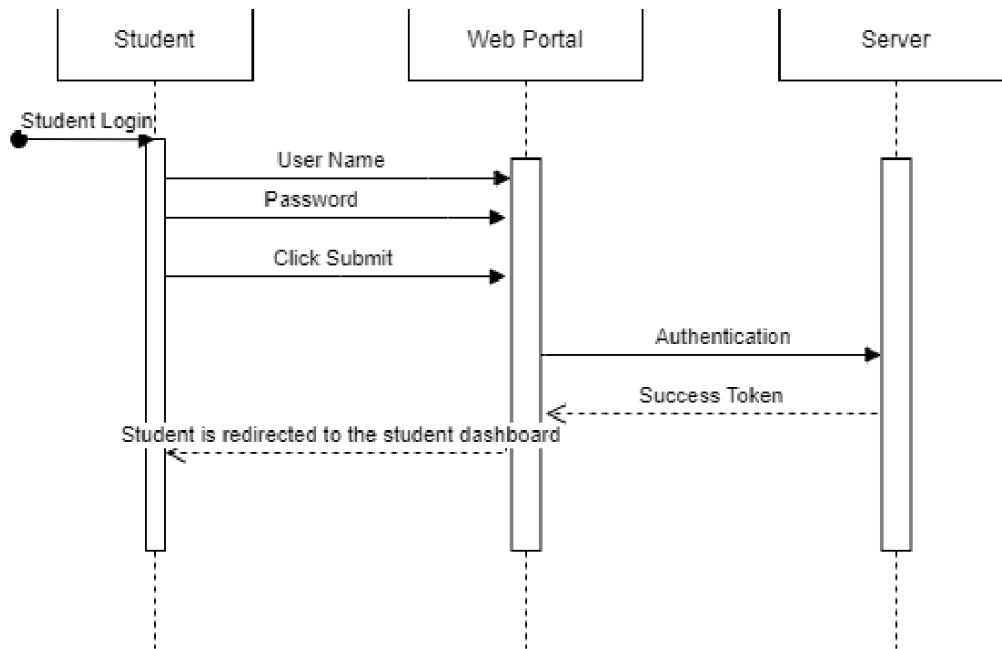 Student
Web Portal
Server
Student Login
User Name
Password
Click Submit
Authentication
Success Token
Student is redirected to the student dashboard